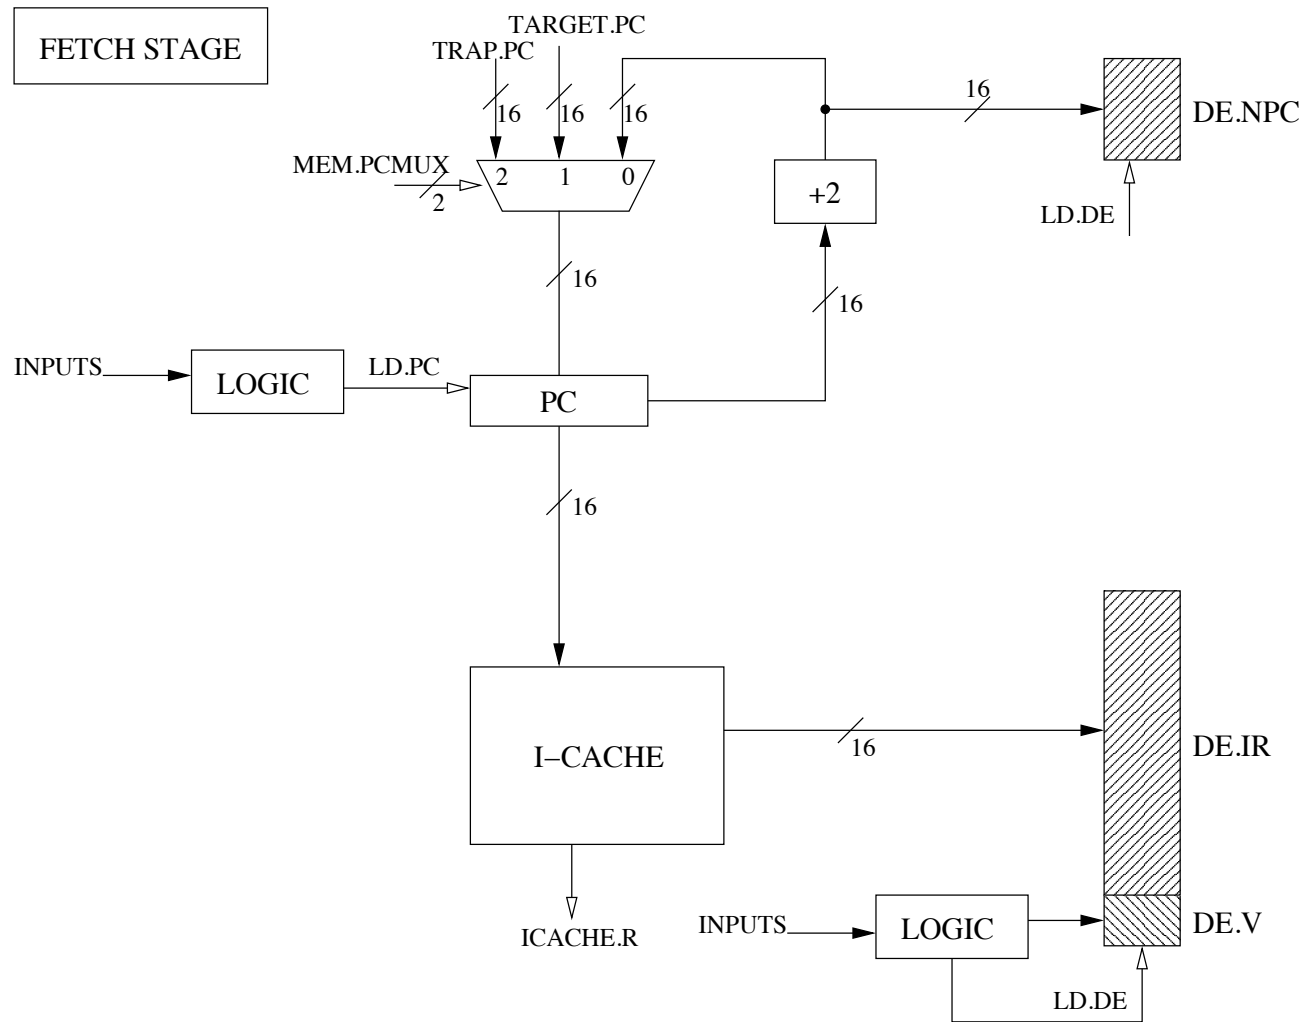 FETCH STAGE
TARGET.PC
TRAP.PC
16
16
16
16
DE.NPC
MEM.PCMUX
2
2
1
0
+2
LD.DE
16
16
INPUTS
LOGIC
LD.PC
PC
16
I−CACHE
16
DE.IR
ICACHE.R
INPUTS
LOGIC
DE.V
LD.DE